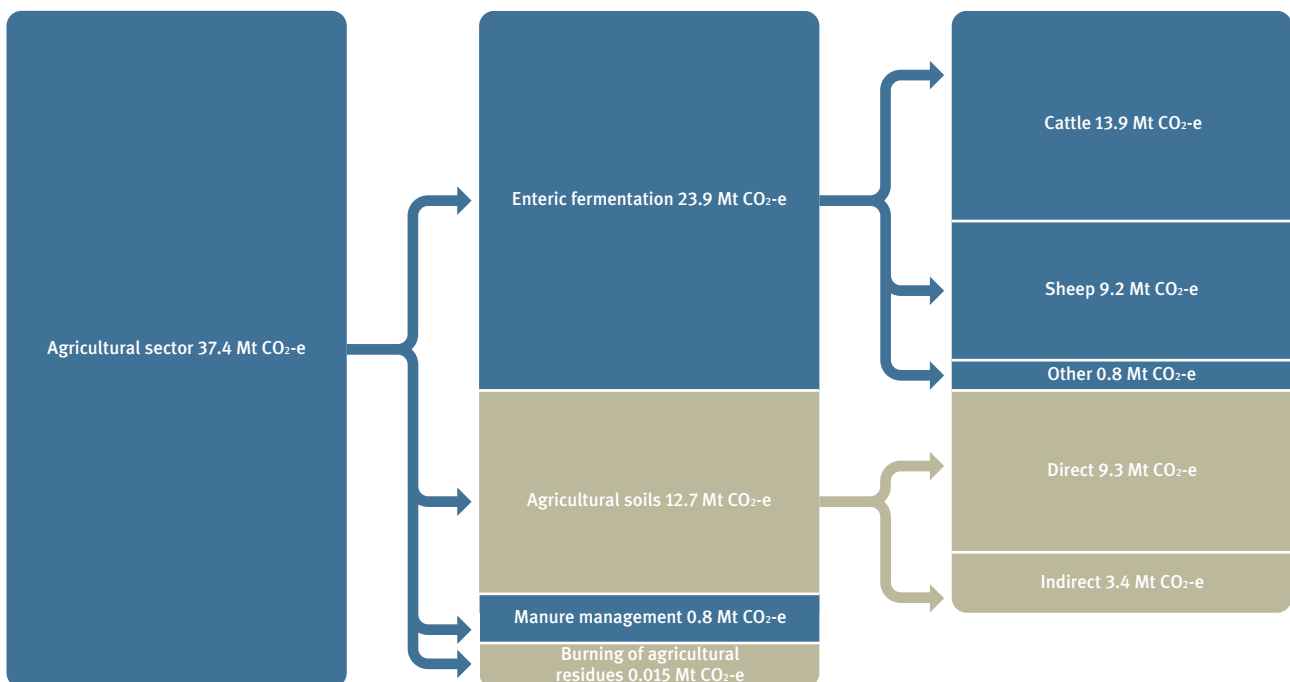 Agricultural sector 37.4 Mt CO₂-e
Enteric fermentation 23.9 Mt CO₂-e
Agricultural soils 12.7 Mt CO₂-e
Manure management 0.8 Mt CO₂-e
Burning of agricultural
residues 0.015 Mt CO₂-e
Cattle 13.9 Mt CO₂-e
Sheep 9.2 Mt CO₂-e
Other 0.8 Mt CO₂-e
Direct 9.3 Mt CO₂-e
Indirect 3.4 Mt CO₂-e